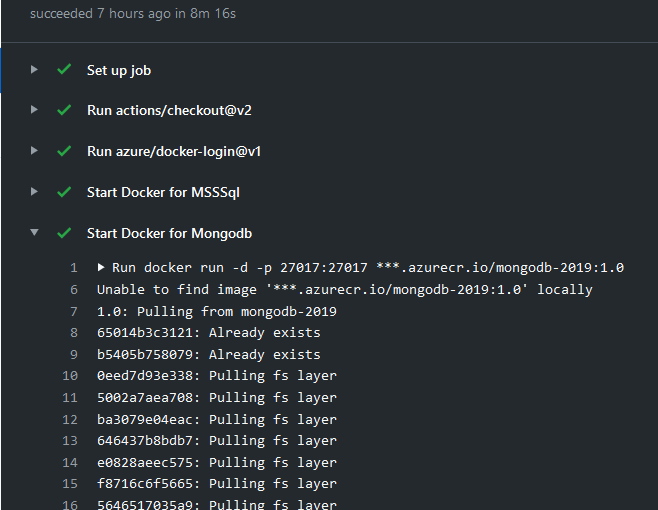 succeeded 7 hours ago in 8m 16s
Set up job
Run actions/checkout@v2
Run azure/docker-login@v1
Start Docker for MSSSql
Start Docker for Mongodb
1 Run docker run -d -p 27017:27017 ***.azurecr.io/mongodb-2019:1.0
6 Unable to find image '***.azurecr.io/mongodb-2019:1.0' locally
7 1.0: Pulling from mongodb-2019
8 65014b3c3121: Already exists
9 b5405b758079: Already exists
10 0eed7d93e338: Pulling fs layer
11 5002a7aea708: Pulling fs layer
12 ba3079e04eac: Pulling fs layer
13 646437b8bdb7: Pulling fs layer
14 e0828aeec575: Pulling fs layer
15 f8716c6f5665: Pulling fs layer
16 5646517035a9: Pulling fs layer